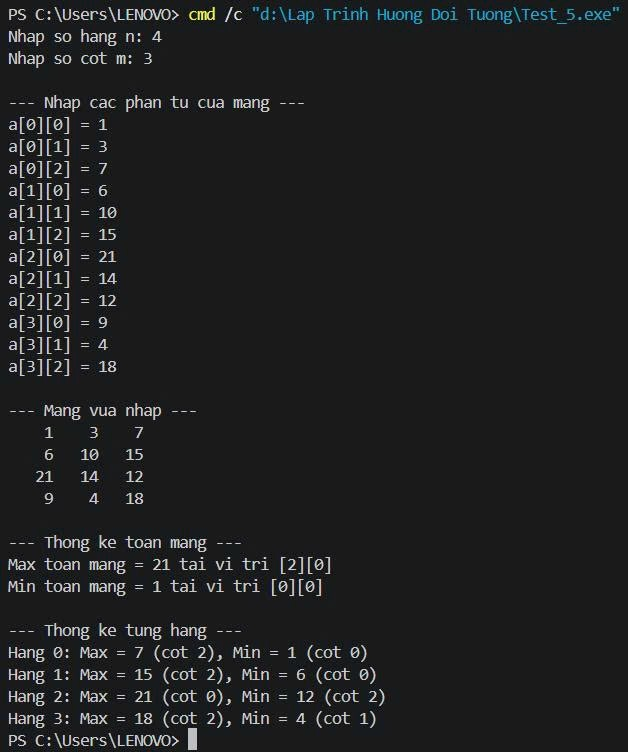 PS C:\Users\LENOVO> cmd /c "d:\Lap Trinh Huong Doi Tuong\Test_5.exe"
Nhap so hang n: 4
Nhap so cot m: 3

--- Nhap cac phan tu cua mang ---
a[0][0] = 1
a[0][1] = 3
a[0][2] = 7
a[1][0] = 6
a[1][1] = 10
a[1][2] = 15
a[2][0] = 21
a[2][1] = 14
a[2][2] = 12
a[3][0] = 9
a[3][1] = 4
a[3][2] = 18

--- Mang vua nhap ---
    1    3    7
    6   10   15
   21   14   12
    9    4   18

--- Thong ke toan mang ---
Max toan mang = 21 tai vi tri [2][0]
Min toan mang = 1 tai vi tri [0][0]

--- Thong ke tung hang ---
Hang 0: Max = 7 (cot 2), Min = 1 (cot 0)
Hang 1: Max = 15 (cot 2), Min = 6 (cot 0)
Hang 2: Max = 21 (cot 0), Min = 12 (cot 2)
Hang 3: Max = 18 (cot 2), Min = 4 (cot 1)
PS C:\Users\LENOVO>